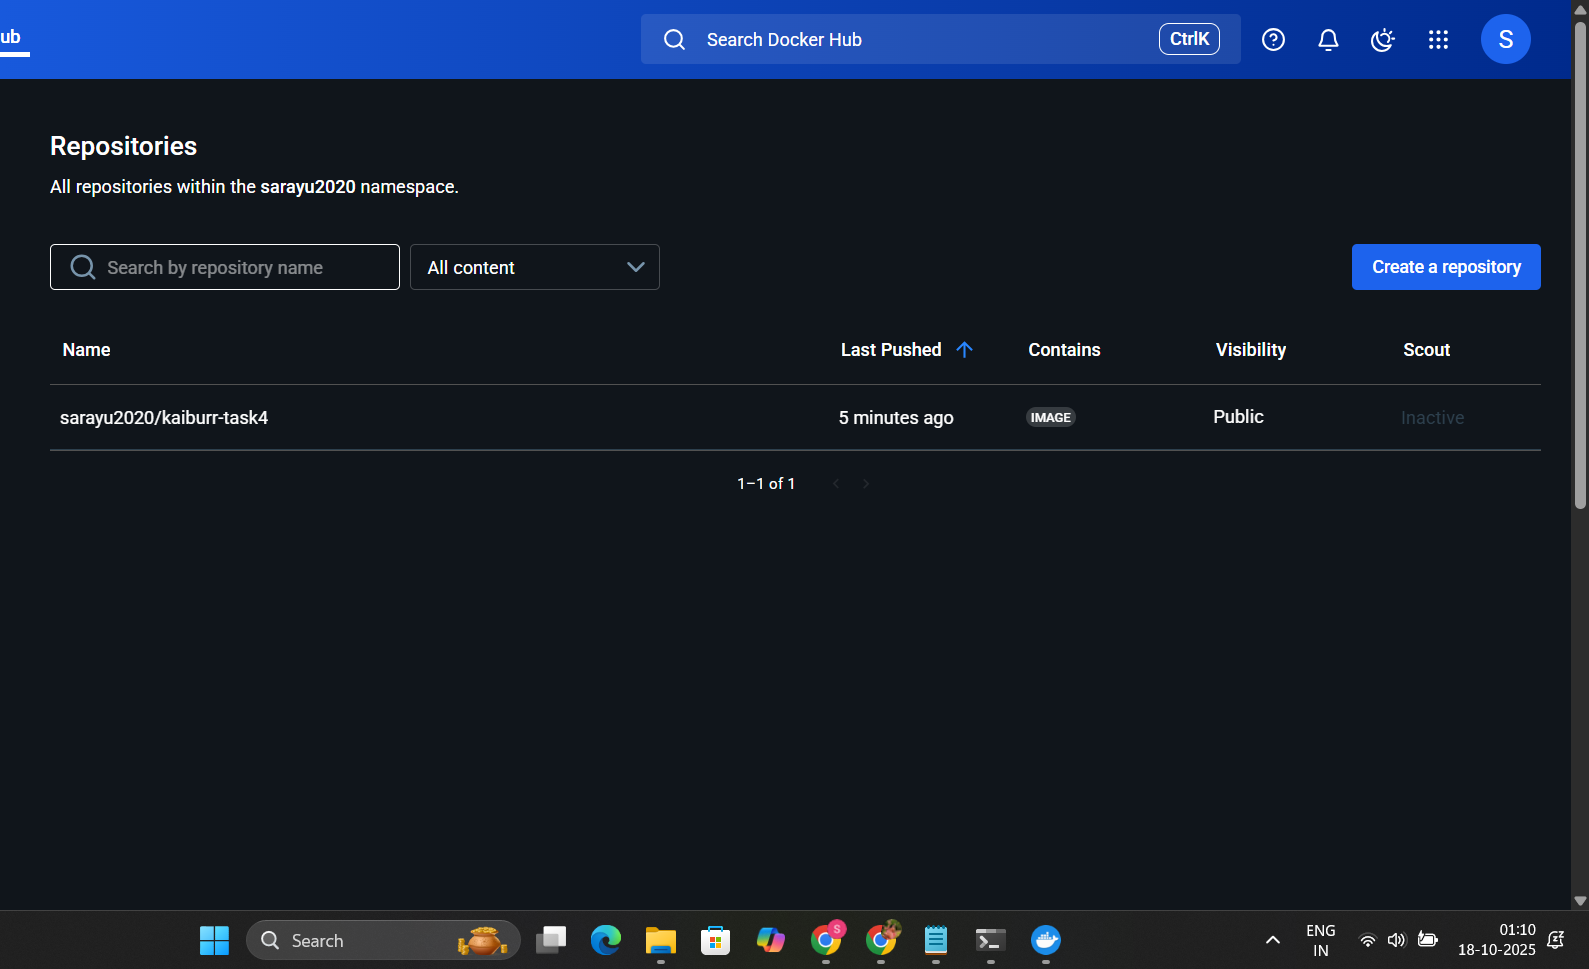 ub
Search Docker Hub CtrlK S
Repositories
All repositories within the sarayu2020 namespace.
Search by repository name All content Create a repository
Name Last Pushed Contains Visibility Scout
sarayu2020/kaiburr-task4 5 minutes ago IMAGE Public Inactive
1–1 of 1
Search S ENG 01:10
IN 18-10-2025